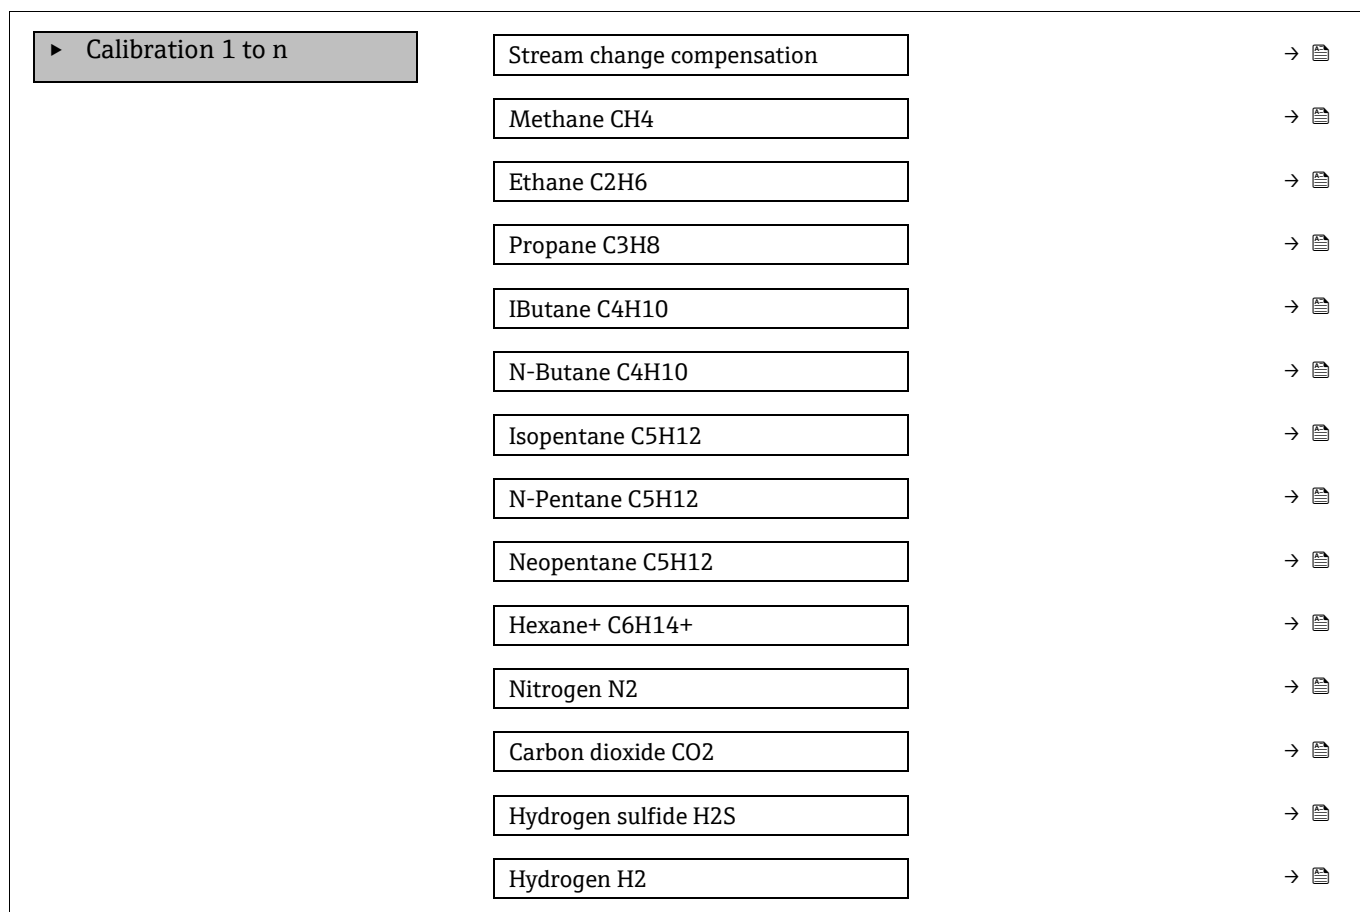 ▶ Calibration 1 to n
Stream change compensation →
Methane CH4 →
Ethane C2H6 →
Propane C3H8 →
IButane C4H10 →
N-Butane C4H10 →
Isopentane C5H12 →
N-Pentane C5H12 →
Neopentane C5H12 →
Hexane+ C6H14+ →
Nitrogen N2 →
Carbon dioxide CO2 →
Hydrogen sulfide H2S →
Hydrogen H2 →